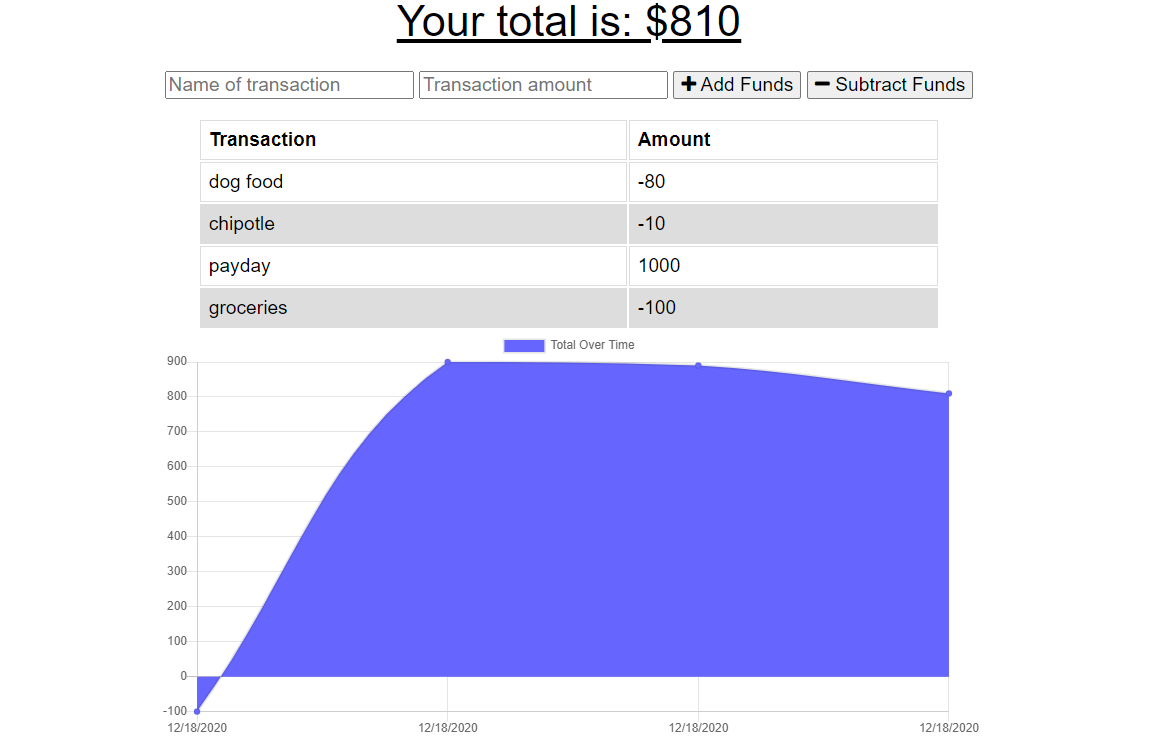 Your total is: $810
Name of transaction Transaction amount Add Funds Subtract Funds
Transaction Amount
dog food -80
chipotle -10
payday 1000
groceries -100
Total Over Time
900
800
700
600
500
400
300
200
100
0
-100
12/18/2020 12/18/2020 12/18/2020 12/18/2020